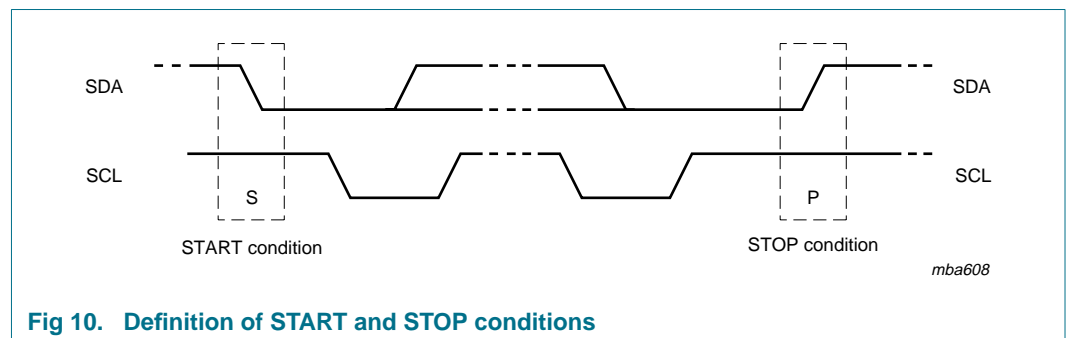 SDA SDA
SCL SCL
S P
START condition STOP condition
mba608
Fig 10. Definition of START and STOP conditions